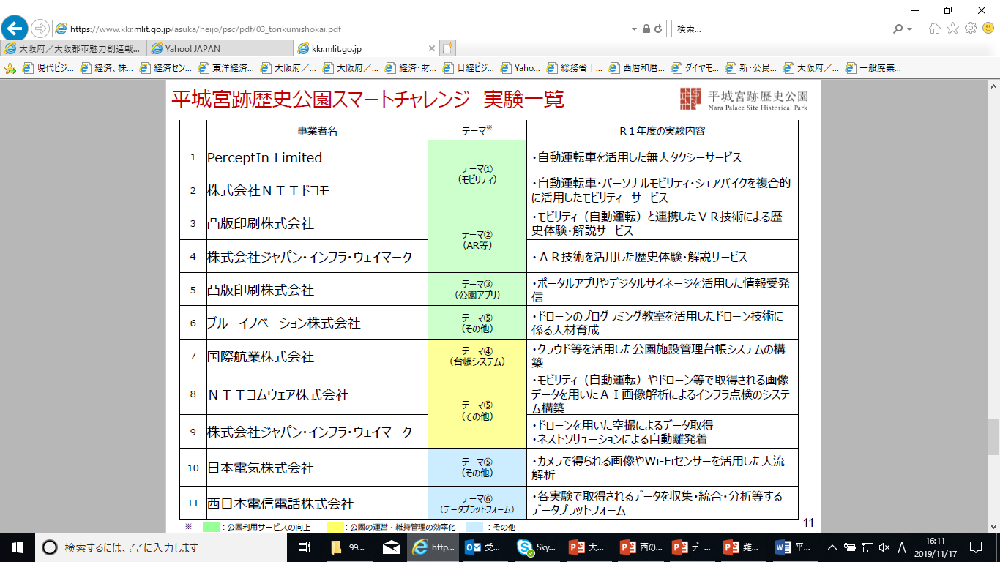 https://www.kkr.mlit.go.jp/asuka/heijo/psc/pdf/03_torikumishokai.pdf
検索...
大阪府／大阪都市魅力創造戦...
Yahoo! JAPAN
kkr.mlit.go.jp
現代ビジ...
経済、株...
経済セン...
東洋経済...
大阪府／...
大阪府／...
経済・財...
日経ビジ...
Yaho...
総務省｜...
西暦和暦...
ダイヤモ...
新・公民...
大阪府／...
一般廃棄...
平城宮跡歴史公園スマートチャレンジ 実験一覧
平城宮跡歴史公園
Nara Palace Site Historical Park
事業者名
テーマ※
Ｒ１年度の実験内容
1
PerceptIn Limited
テーマ①
（モビリティ）
・自動運転車を活用した無人タクシーサービス
2
株式会社ＮＴＴドコモ
・自動運転車・パーソナルモビリティ・シェアバイクを複合的
に活用したモビリティーサービス
3
凸版印刷株式会社
テーマ②
（AR等）
・モビリティ（自動運転）と連携したＶＲ技術による歴
史体験・解説サービス
4
株式会社ジャパン・インフラ・ウェイマーク
・ＡＲ技術を活用した歴史体験・解説サービス
5
凸版印刷株式会社
テーマ③
（公園アプリ）
・ポータルアプリやデジタルサイネージを活用した情報受発
信
6
ブルーイノベーション株式会社
テーマ⑤
（その他）
・ドローンのプログラミング教室を活用したドローン技術に
係る人材育成
7
国際航業株式会社
テーマ④
（台帳システム）
・クラウド等を活用した公園施設管理台帳システムの構
築
8
ＮＴＴコムウェア株式会社
テーマ⑤
（その他）
・モビリティ（自動運転）やドローン等で取得される画像
データを用いたＡＩ画像解析によるインフラ点検のシステ
ム構築
9
株式会社ジャパン・インフラ・ウェイマーク
・ドローンを用いた空撮によるデータ取得
・ネストソリューションによる自動離発着
10
日本電気株式会社
テーマ⑤
（その他）
・カメラで得られる画像やWi-Fiセンサーを活用した人流
解析
11
西日本電信電話株式会社
テーマ⑥
（データプラットフォーム）
・各実験で取得されるデータを収集・統合・分析等する
データプラットフォーム
※ ：公園利用サービスの向上 ：公園の運営・維持管理の効率化 ：その他
11
検索するには、ここに入力します
99...
http...
受...
Sky...
大...
西の...
デー...
難...
平...
A
16:11
2019/11/17